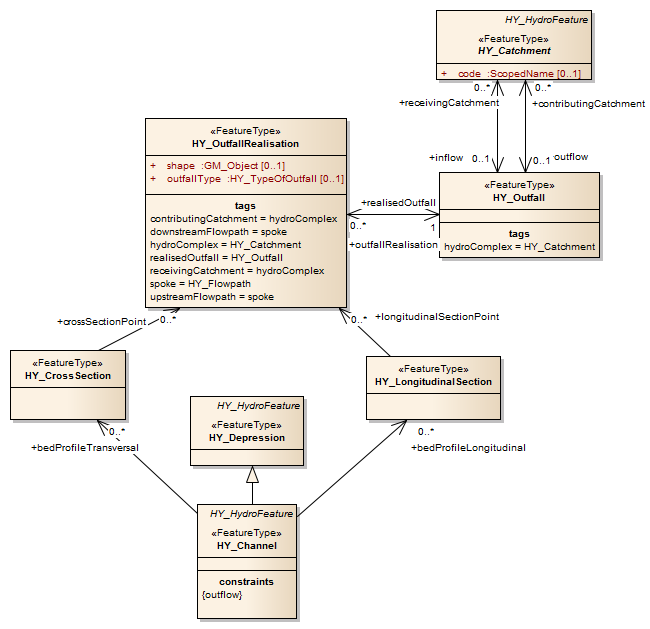 HY_HydroFeature
«FeatureType»
HY_Catchment
+ code :ScopedName [0..1]
0..*
0..*
+receivingCatchment
+contributingCatchment
+inflow
0..1
0..1
+outflow
«FeatureType»
HY_OutfallRealisation
+ shape :GM_Object [0..1]
+ outfallType :HY_TypeOfOutfall [0..1]
tags
contributingCatchment = hydroComplex
downstreamFlowpath = spoke
hydroComplex = HY_Catchment
realisedOutfall = HY_Outfall
receivingCatchment = hydroComplex
spoke = HY_Flowpath
upstreamFlowpath = spoke
+realisedOutfall
0..*
1
+outfallRealisation
«FeatureType»
HY_Outfall
tags
hydroComplex = HY_Catchment
+crossSectionPoint
0..*
0..*
+longitudinalSectionPoint
«FeatureType»
HY_CrossSection
«FeatureType»
HY_LongitudinalSection
HY_HydroFeature
«FeatureType»
HY_Depression
0..*
+bedProfileTransversal
0..*
+bedProfileLongitudinal
HY_HydroFeature
«FeatureType»
HY_Channel
constraints
{outflow}